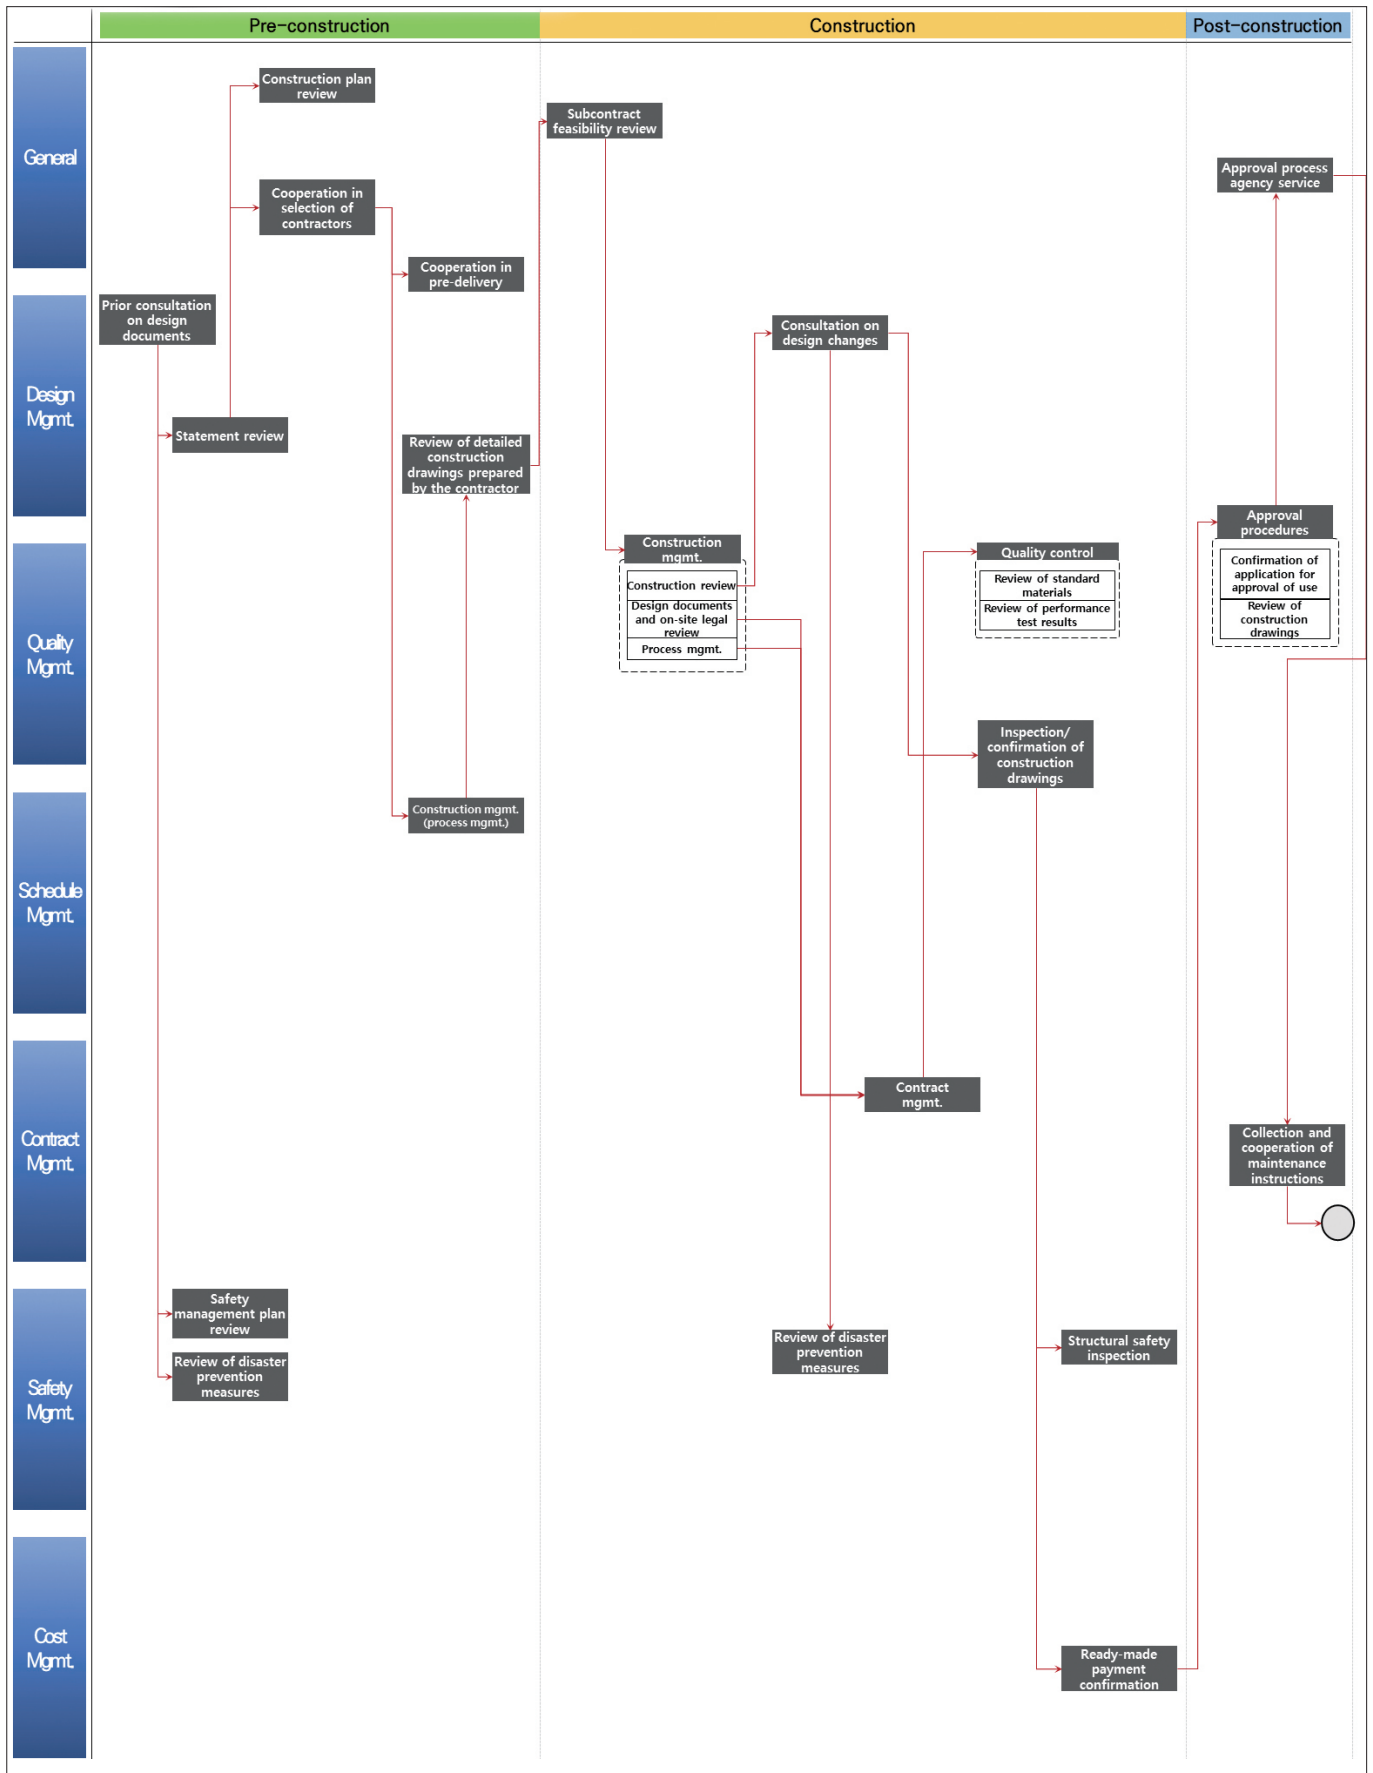 Pre-construction
Construction
Post-construction
General
Construction plan
review
Subcontract
feasibility review
Approval process
agency service
Cooperation in
selection of
contractors
Cooperation in
pre-delivery
Design
Mgmt.
Prior consultation
on design
documents
Consultation on
design changes
Statement review
Review of detailed
construction
drawings prepared
by the contractor
Approval
procedures
Quality
Mgmt.
Construction
mgmt.
Construction review
Design documents
and on-site legal
review
Process mgmt.
Quality control
Review of standard
materials
Review of performance
test results
Confirmation of
application for
approval of use
Review of
construction
drawings
Inspection/
confirmation of
construction
drawings
Schedule
Mgmt.
Construction mgmt.
(process mgmt.)
Contract
Mgmt.
Contract
mgmt.
Collection and
cooperation of
maintenance
instructions
Safety
Mgmt.
Safety
management plan
review
Review of disaster
prevention
measures
Review of disaster
prevention
measures
Structural safety
inspection
Cost
Mgmt.
Ready-made
payment
confirmation